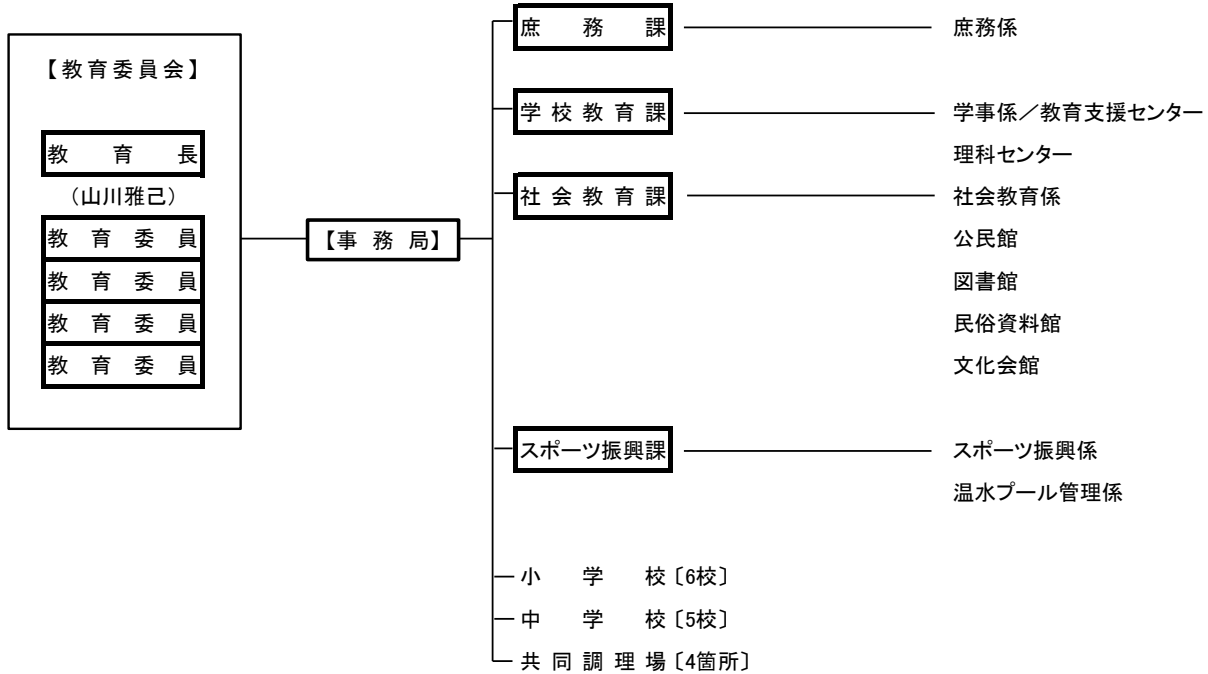 【教育委員会】
教育長
（山川雅己）
教育委員
教育委員
教育委員
教育委員
【事務局】
庶務課 庶務係
学校教育課 学事係／教育支援センター
理科センター
社会教育課 社会教育係
公民館
図書館
民俗資料館
文化会館
スポーツ振興課 スポーツ振興係
温水プール管理係
小学校〔6校〕
中学校〔5校〕
共同調理場〔4箇所〕